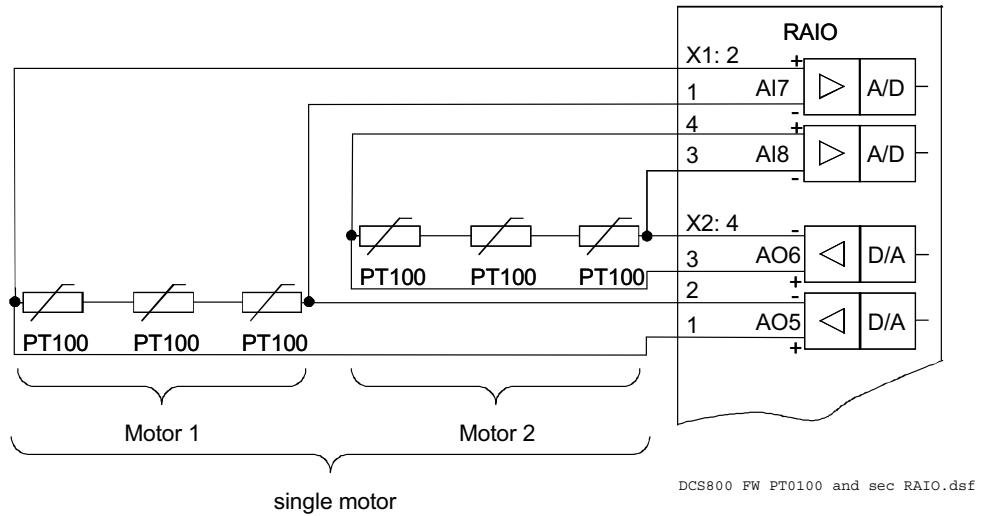 RAIO
X1: 2 +
1 AI7 A/D
-
4 +
3 AI8 A/D
-
X2: 4 -
3 AO6 D/A
+
2 -
1 AO5 D/A
+
PT100 PT100 PT100
PT100 PT100 PT100
Motor 1 Motor 2
single motor
DCS800 FW PT0100 and sec RAIO.dsf